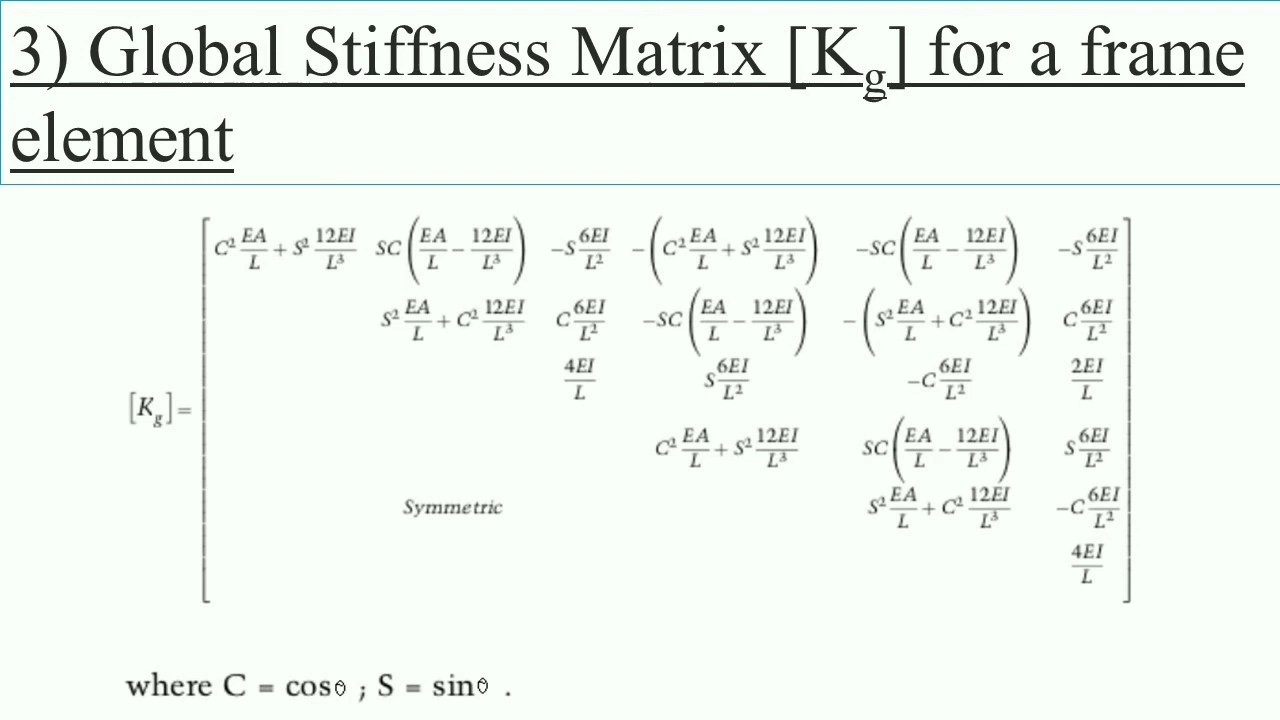 3) Global Stiffness Matrix [K_g] for a frame
element
C² EA/L + S² 12EI/L³   SC(EA/L − 12EI/L³)   −S 6EI/L²   −(C² EA/L + S² 12EI/L³)   −SC(EA/L − 12EI/L³)   −S 6EI/L²
S² EA/L + C² 12EI/L³   C 6EI/L²   −SC(EA/L − 12EI/L³)   −(S² EA/L + C² 12EI/L³)   C 6EI/L²
4EI/L   S 6EI/L²   −C 6EI/L²   2EI/L
[K_g] =
C² EA/L + S² 12EI/L³   SC(EA/L − 12EI/L³)   S 6EI/L²
Symmetric   S² EA/L + C² 12EI/L³   −C 6EI/L²
4EI/L
where C = cosθ ; S = sinθ .